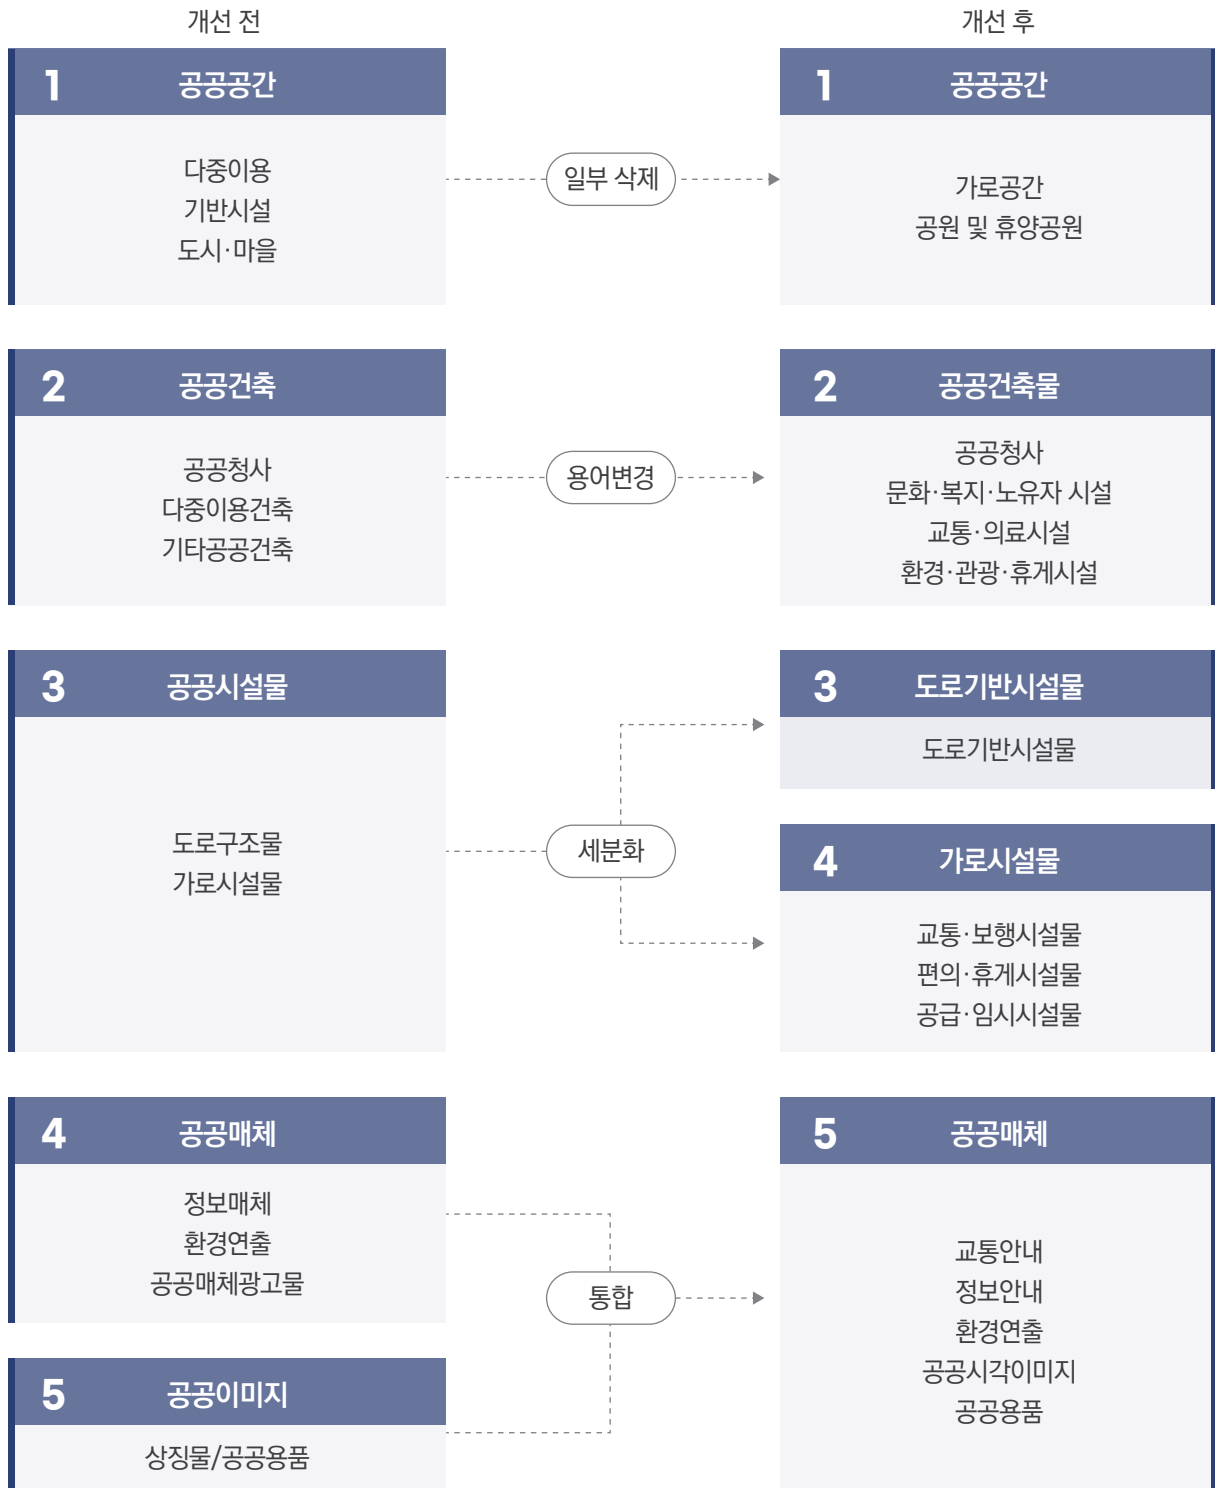 개선 전
개선 후
1 공공공간
다중이용
기반시설
도시·마을
일부 삭제
1 공공공간
가로공간
공원 및 휴양공원
2 공공건축
공공청사
다중이용건축
기타공공건축
용어변경
2 공공건축물
공공청사
문화·복지·노유자 시설
교통·의료시설
환경·관광·휴게시설
3 공공시설물
도로구조물
가로시설물
세분화
3 도로기반시설물
도로기반시설물
4 가로시설물
교통·보행시설물
편의·휴게시설물
공급·임시시설물
4 공공매체
정보매체
환경연출
공공매체광고물
5 공공이미지
상징물/공공용품
통합
5 공공매체
교통안내
정보안내
환경연출
공공시각이미지
공공용품